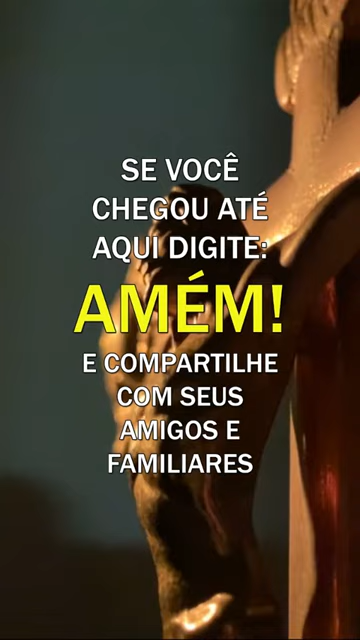 SE VOCÊ
CHEGOU ATÉ
AQUI DIGITE:
AMÉM!
E COMPARTILHE
COM SEUS
AMIGOS E
FAMILIARES